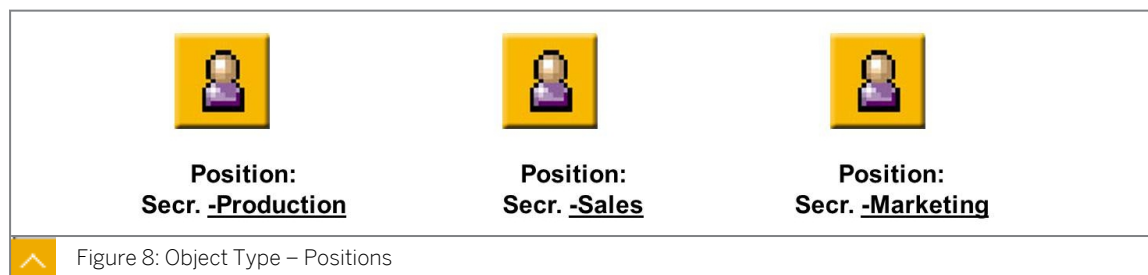 Position:
Secr. -Production
Position:
Secr. -Sales
Position:
Secr. -Marketing
Figure 8: Object Type – Positions